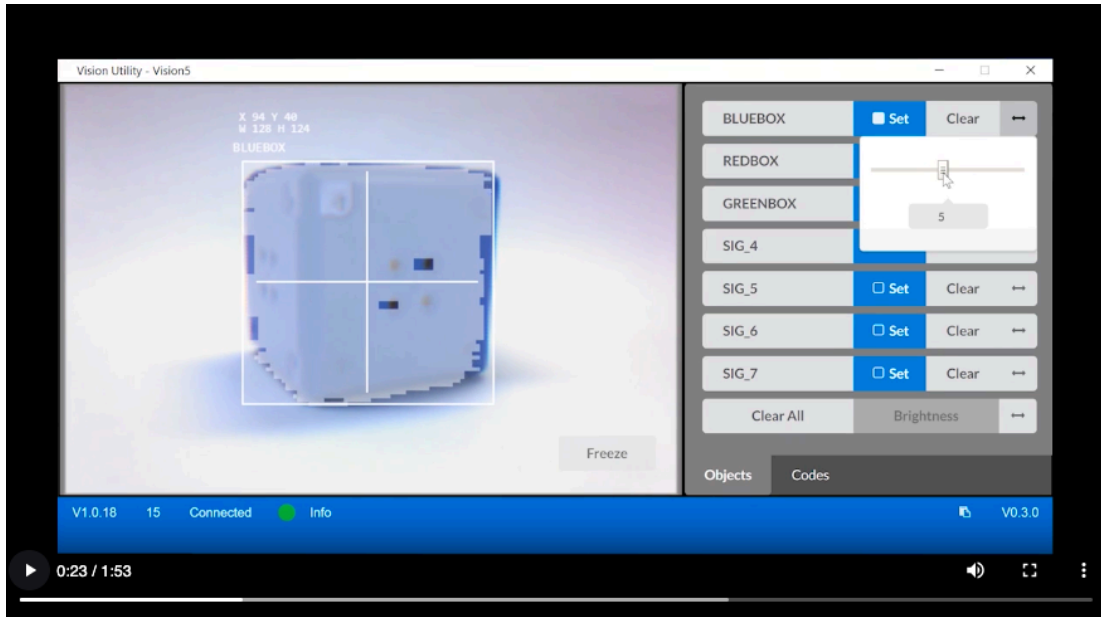 Vision Utility - Vision5
X 94 Y 40
W 128 H 124
BLUEBOX
Freeze
BLUEBOX Set Clear
REDBOX
5
GREENBOX
SIG_4
SIG_5 Set Clear
SIG_6 Set Clear
SIG_7 Set Clear
Clear All Brightness
Objects Codes
V1.0.18 15 Connected Info V0.3.0
0:23 / 1:53